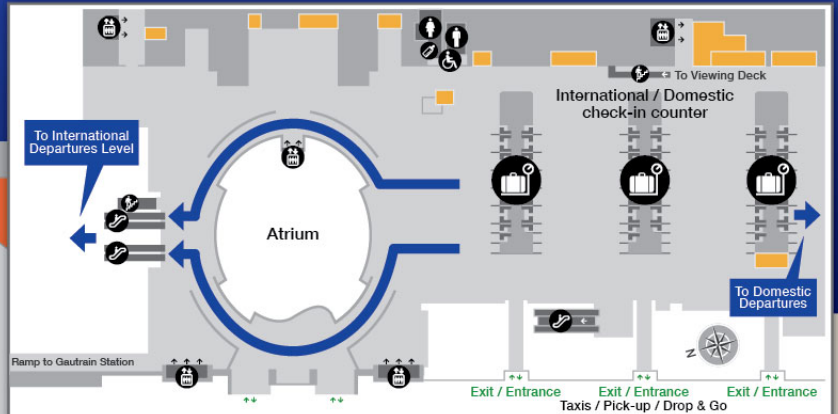 To Viewing Deck
International / Domestic
check-in counter
To International
Departures Level
Atrium
To Domestic
Departures
N
Ramp to Gautrain Station
Exit / Entrance
Exit / Entrance
Exit / Entrance
Taxis / Pick-up / Drop & Go